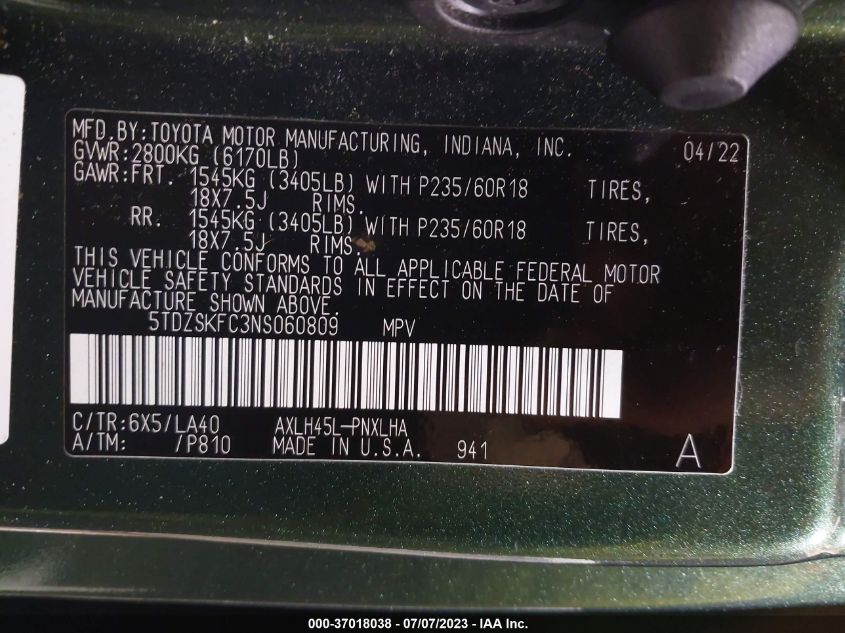 MFD.BY:TOYOTA MOTOR MANUFACTURING, INDIANA, INC. 04/22
GVWR:2800KG (6170LB)
GAWR:FRT. 1545KG (3405LB) WITH P235/60R18 TIRES,
18X7.5J RIMS.
RR. 1545KG (3405LB) WITH P235/60R18 TIRES,
18X7.5J RIMS.
THIS VEHICLE CONFORMS TO ALL APPLICABLE FEDERAL MOTOR
VEHICLE SAFETY STANDARDS IN EFFECT ON THE DATE OF
MANUFACTURE SHOWN ABOVE.
5TDZSKFC3NS060809 MPV
C/TR:6X5/LA40 AXLH45L-PNXLHA
A/TM: /P810 MADE IN U.S.A. 941 A
000-37018038 - 07/07/2023 - IAA Inc.